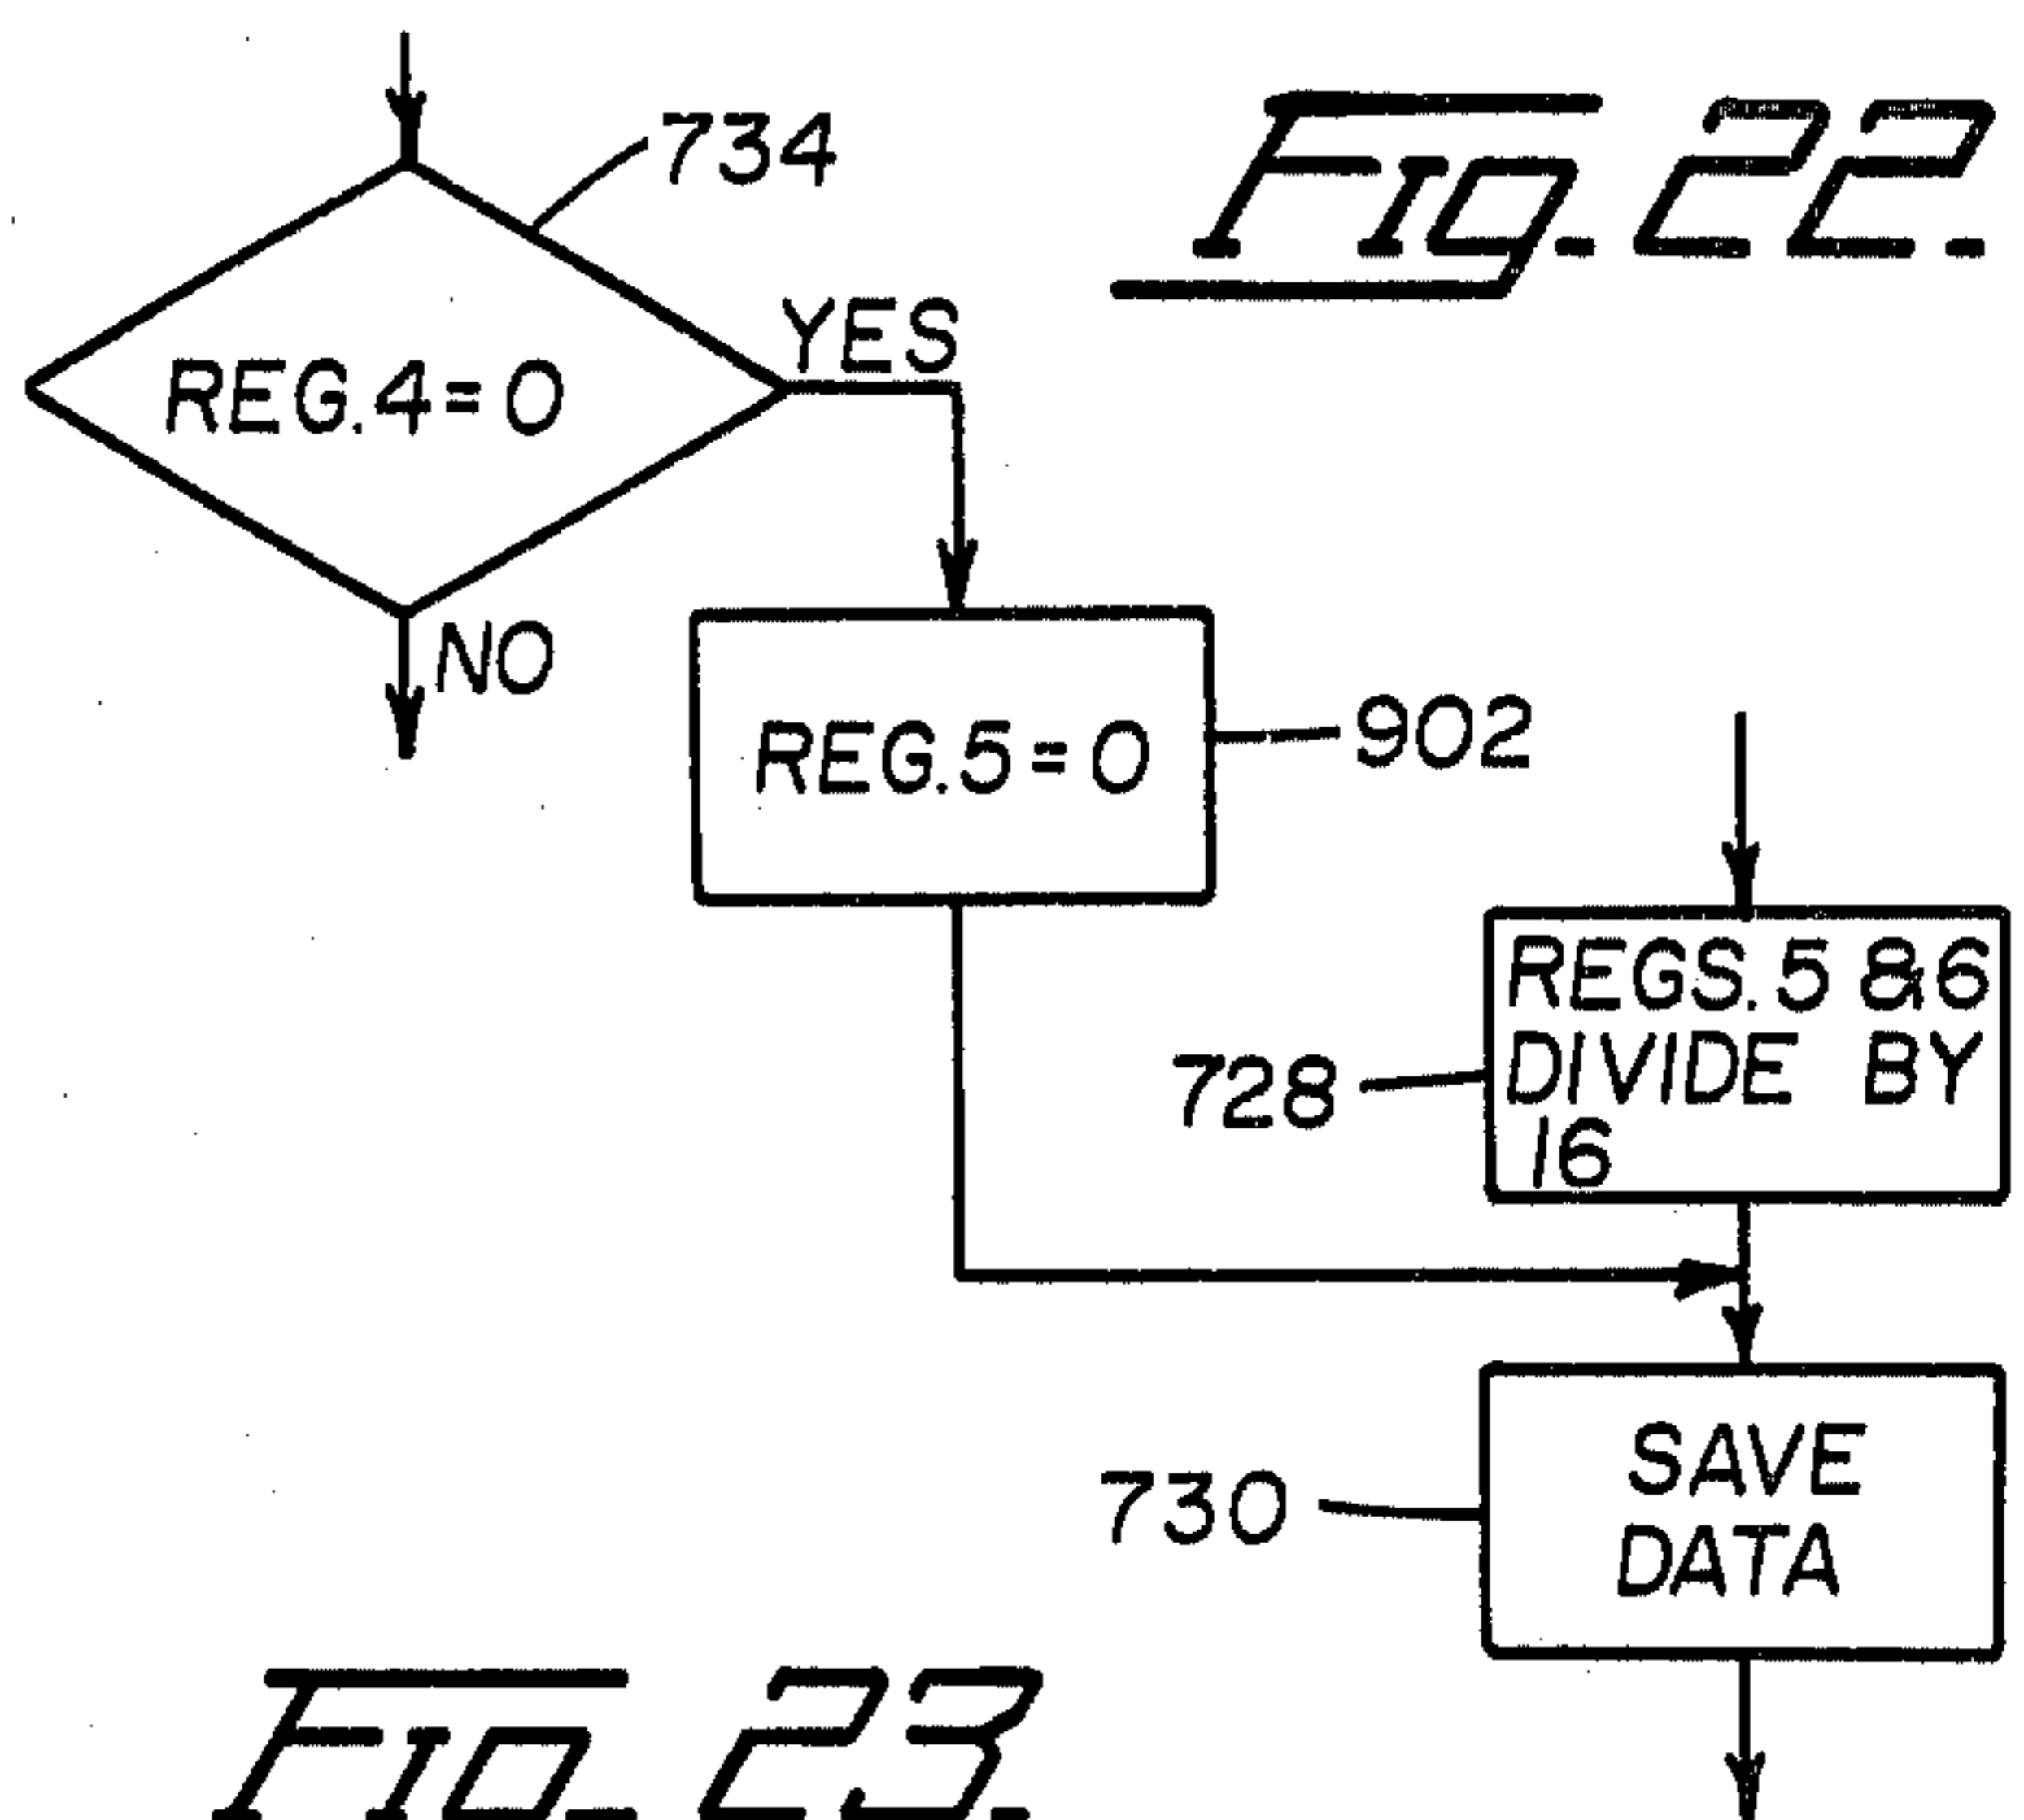 734
Fig. 22.
REG. 4 = 0
YES
NO
REG. 5 = 0
902
REGS. 5 & 6
DIVIDE BY
16
728
SAVE
DATA
730
Fig. 23.